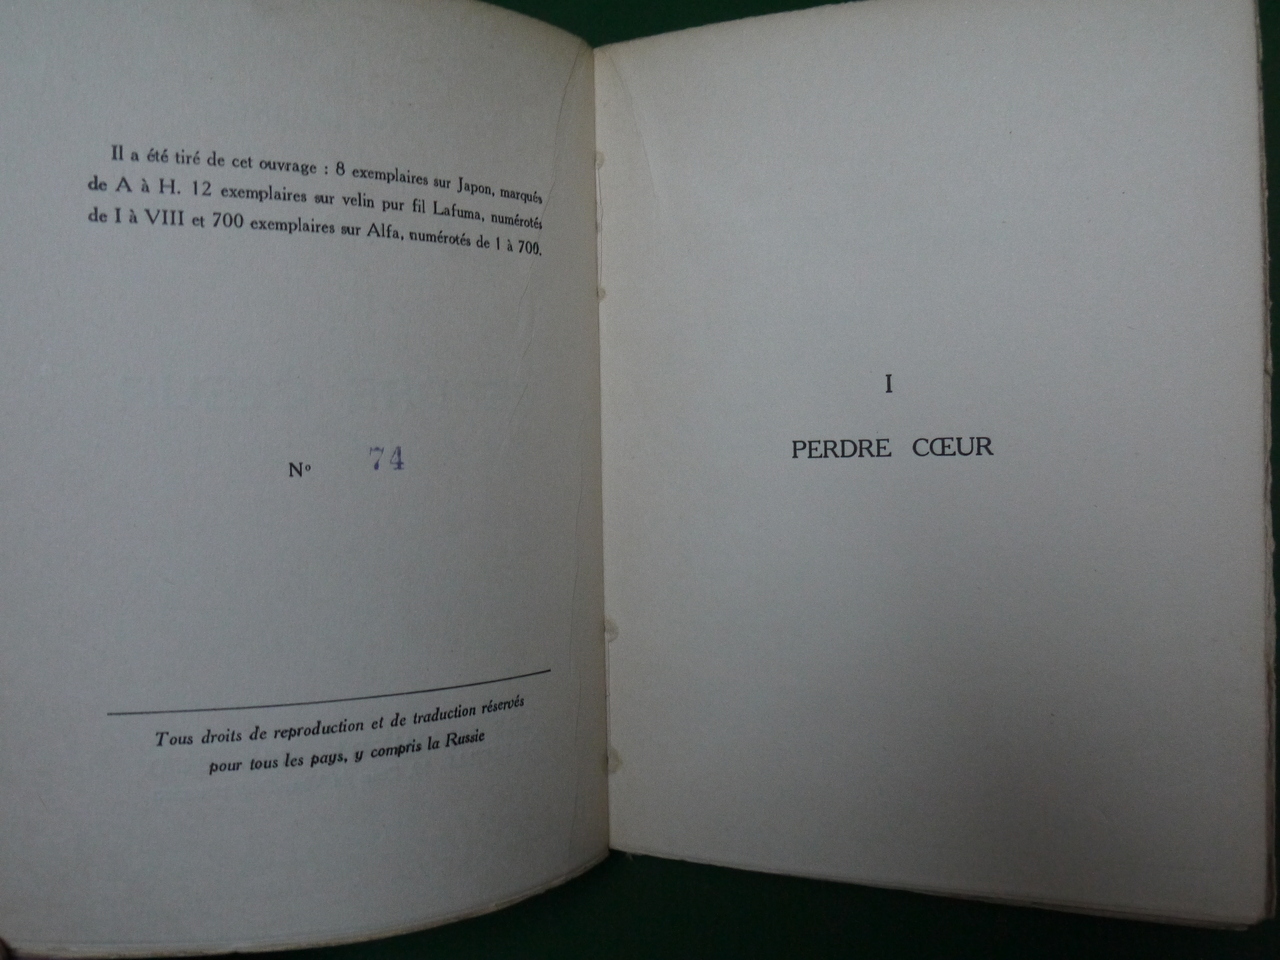 Il a été tiré de cet ouvrage : 8 exemplaires sur Japon, marqués
de A à H. 12 exemplaires sur velin pur fil Lafuma, numérotés
de I à VIII et 700 exemplaires sur Alfa, numérotés de 1 à 700.
Nº 74
Tous droits de reproduction et de traduction réservés
pour tous les pays, y compris la Russie
I
PERDRE CŒUR